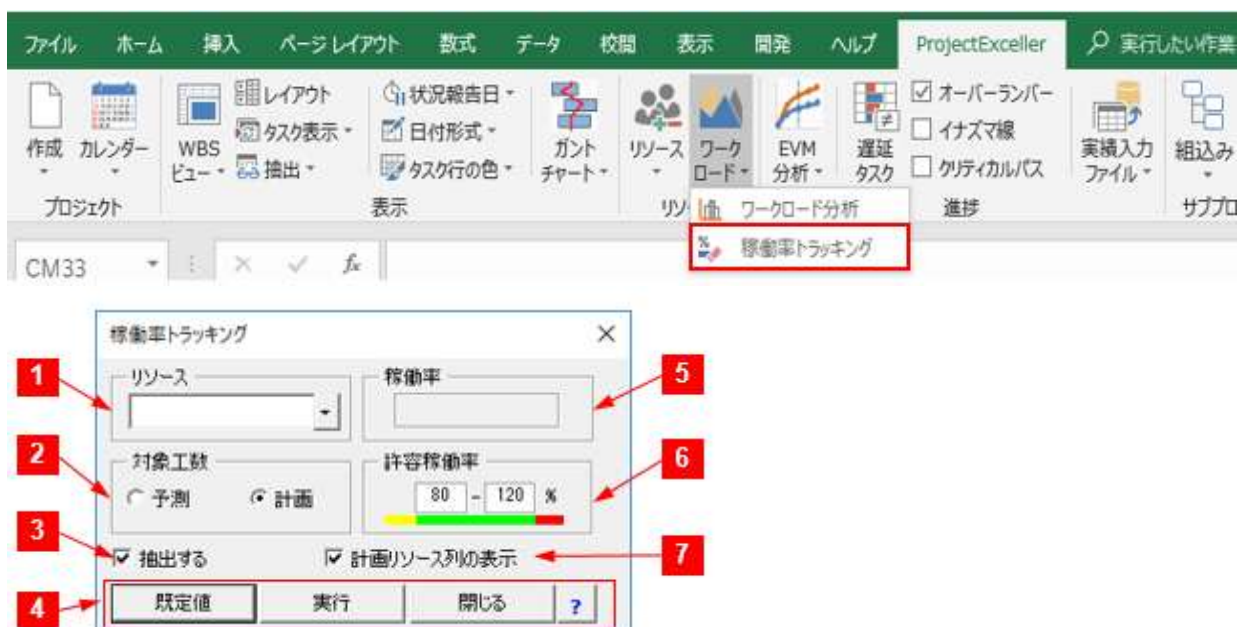 ファイル ホーム 挿入 ページ レイアウト 数式 データ 校閲 表示 開発 ヘルプ ProjectExceller 実行したい作業
レイアウト 状況報告日 オーバーランバー
タスク表示 日付形式 イナズマ線
抽出 タスク行の色 クリティカルパス
作成 カレンダー WBS ビュー ガント チャート リソース ワーク ロード EVM 分析 遅延 タスク 実績入力 ファイル 組込み
プロジェクト 表示 リソ 進捗 サブプロ
ワークロード分析
稼働率トラッキング
CM33 fx
稼働率トラッキング
1 リソース 稼働率 5
2 対象工数 許容稼働率 6
予測 計画 80 - 120 %
3 抽出する 計画リソース列の表示 7
4 既定値 実行 閉じる ?